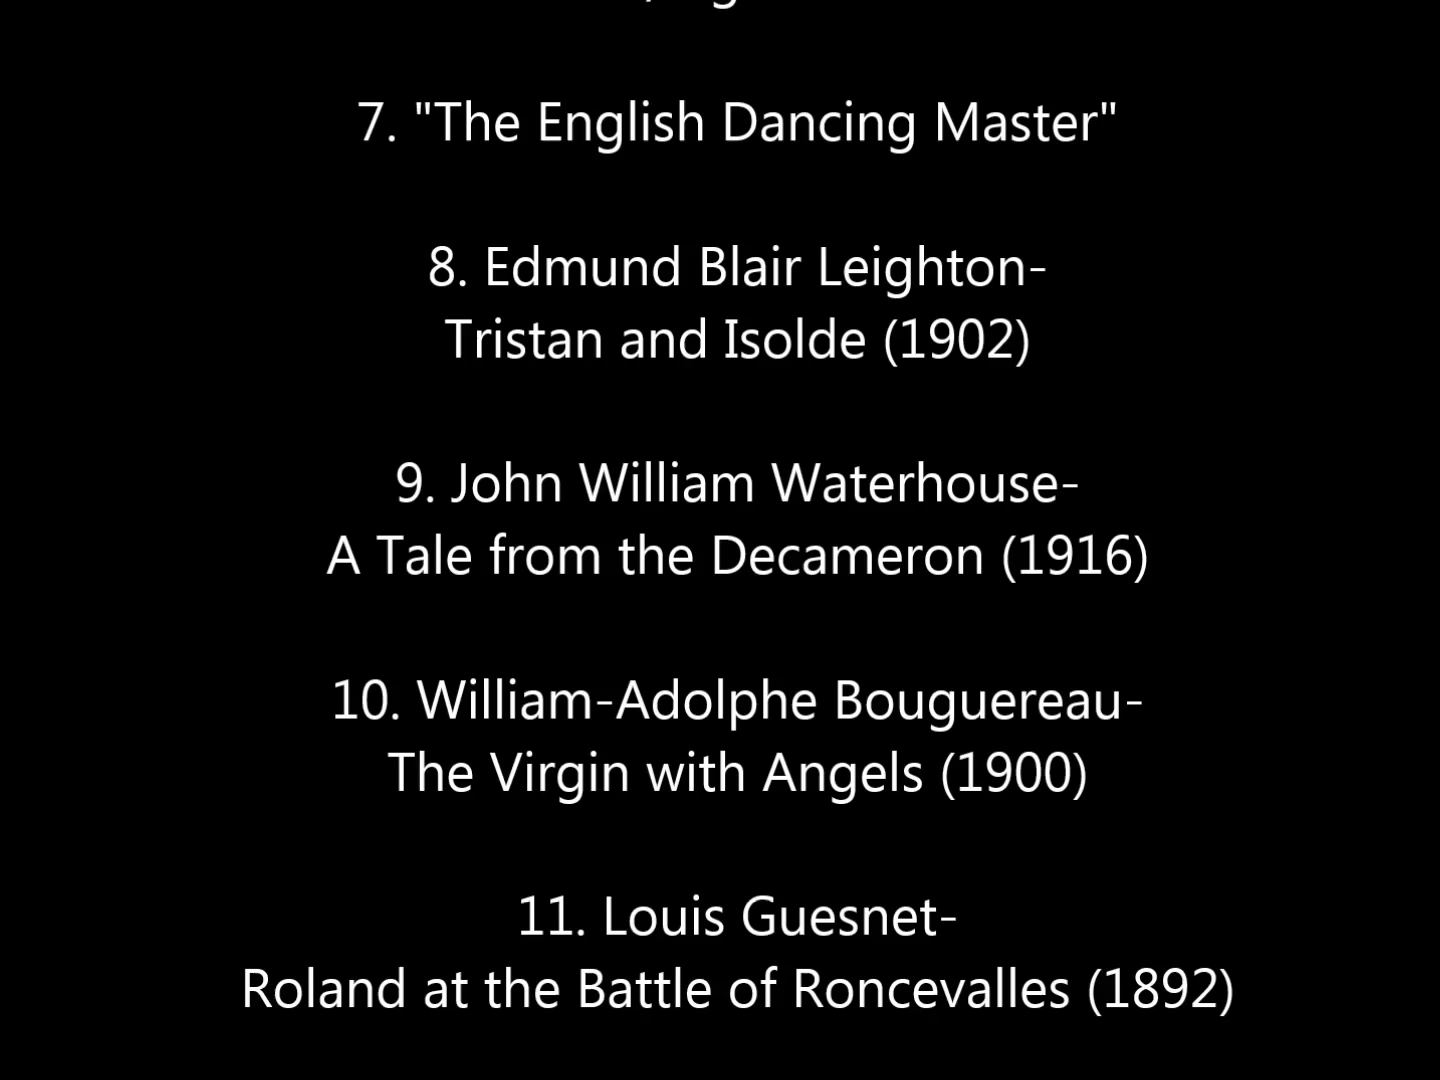 7. "The English Dancing Master"
8. Edmund Blair Leighton-
Tristan and Isolde (1902)
9. John William Waterhouse-
A Tale from the Decameron (1916)
10. William-Adolphe Bouguereau-
The Virgin with Angels (1900)
11. Louis Guesnet-
Roland at the Battle of Roncevalles (1892)